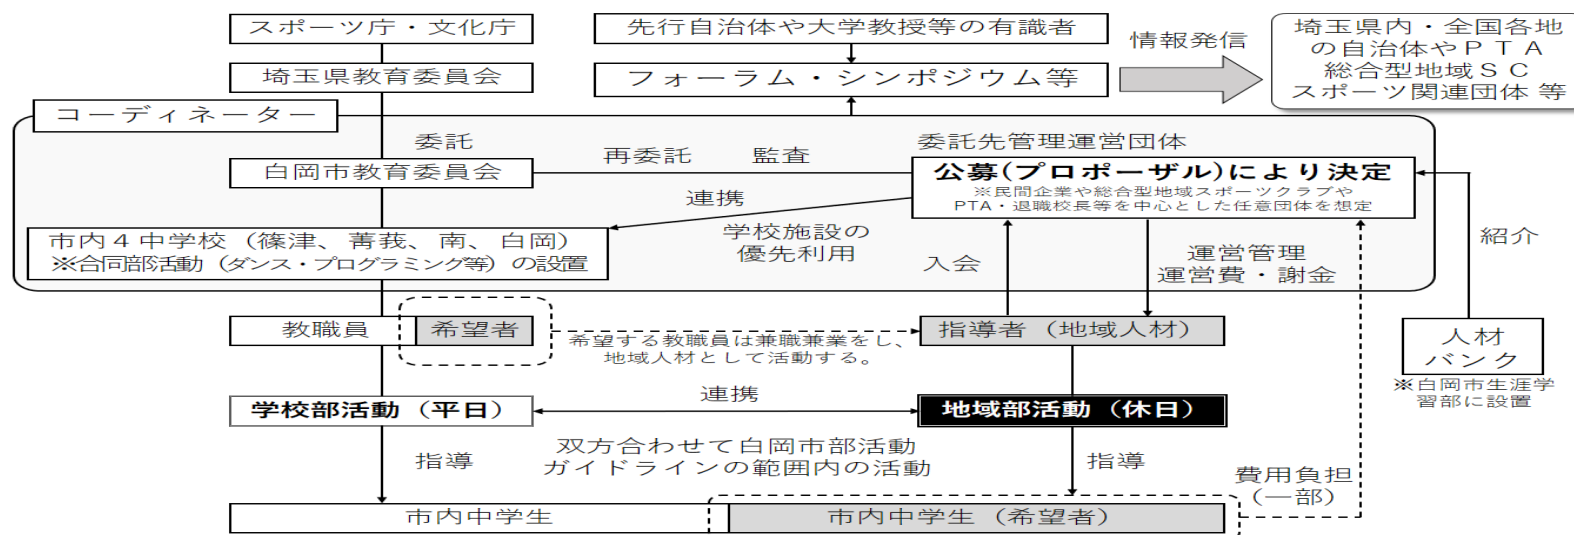 スポーツ庁・文化庁
先行自治体や大学教授等の有識者
情報発信
埼玉県内・全国各地
の自治体やＰＴＡ
総合型地域ＳＣ
スポーツ関連団体 等
埼玉県教育委員会
フォーラム・シンポジウム等
コーディネーター
委託
再委託
監査
委託先管理運営団体
白岡市教育委員会
公募(プロポーザル)により決定
※民間企業や総合型地域スポーツクラブや
PTA・退職校長等を中心とした任意団体を想定
連携
学校施設の
優先利用
市内４中学校（篠津、菁莪、南、白岡）
※合同部活動（ダンス・プログラミング等）の設置
入会
運営管理
運営費・謝金
紹介
教職員
希望者
希望する教職員は兼職兼業をし、
地域人材として活動する。
指導者（地域人材）
人材
バンク
※白岡市生涯学
習部に設置
学校部活動（平日）
連携
地域部活動（休日）
双方合わせて白岡市部活動
ガイドラインの範囲内の活動
指導
指導
費用負担
（一部）
市内中学生
市内中学生（希望者）